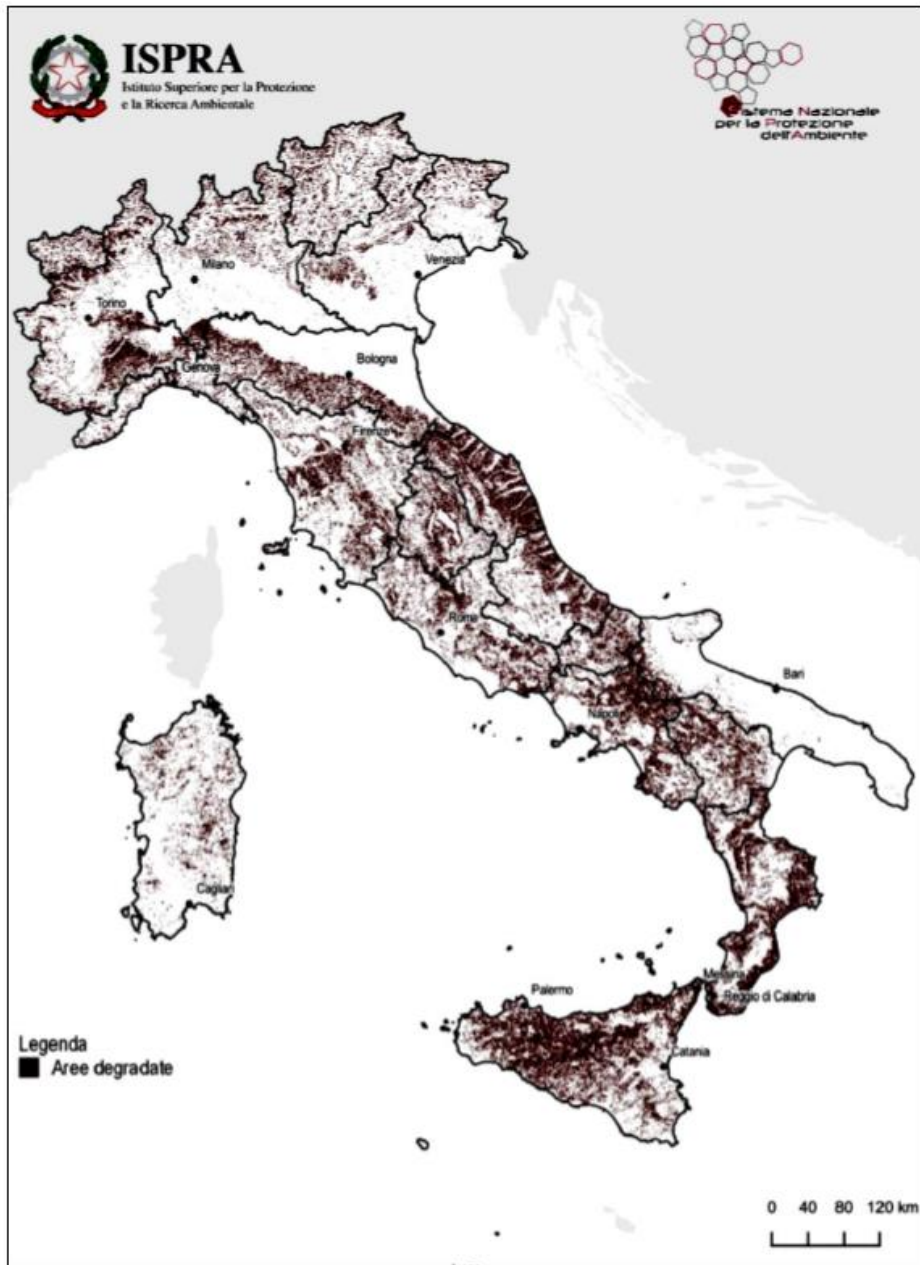 ISPRA
Istituto Superiore per la Protezione
e la Ricerca Ambientale
Sistema Nazionale
per la Protezione
dell'Ambiente
Milano
Venezia
Torino
Genova
Bologna
Firenze
Roma
Bari
Napoli
Cagliari
Messina
Palermo
Reggio di Calabria
Catania
Legenda
Aree degradate
0 40 80 120 km